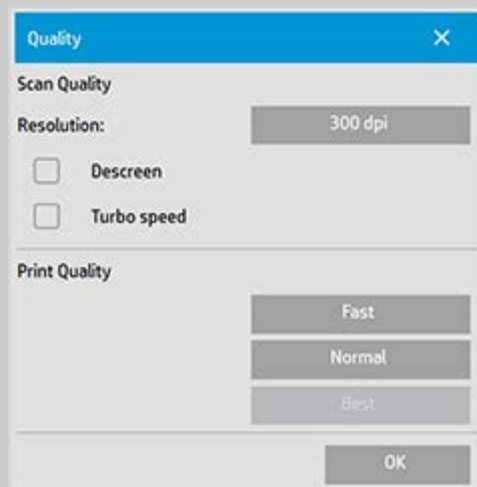 Quality
Scan Quality
Resolution: 300 dpi
Descreen
Turbo speed
Print Quality
Fast
Normal
Best
OK